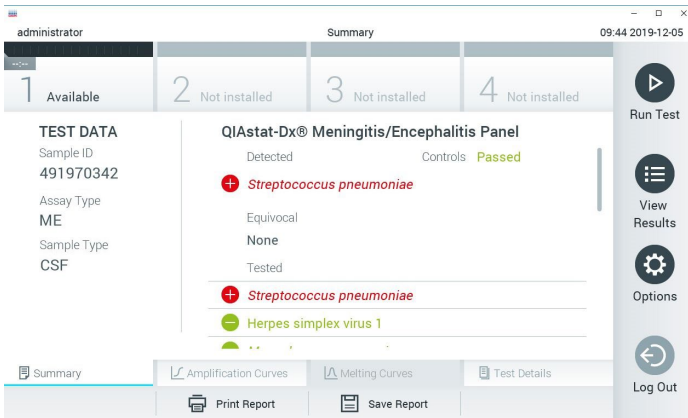 administrator Summary 09:44 2019-12-05
--:--
1 Available 2 Not installed 3 Not installed 4 Not installed
Run Test
TEST DATA
Sample ID
491970342
Assay Type
ME
Sample Type
CSF
QIAstat-Dx® Meningitis/Encephalitis Panel
Detected Controls Passed
Streptococcus pneumoniae
Equivocal
None
Tested
Streptococcus pneumoniae
Herpes simplex virus 1
View
Results
Options
Log Out
Summary Amplification Curves Melting Curves Test Details
Print Report Save Report